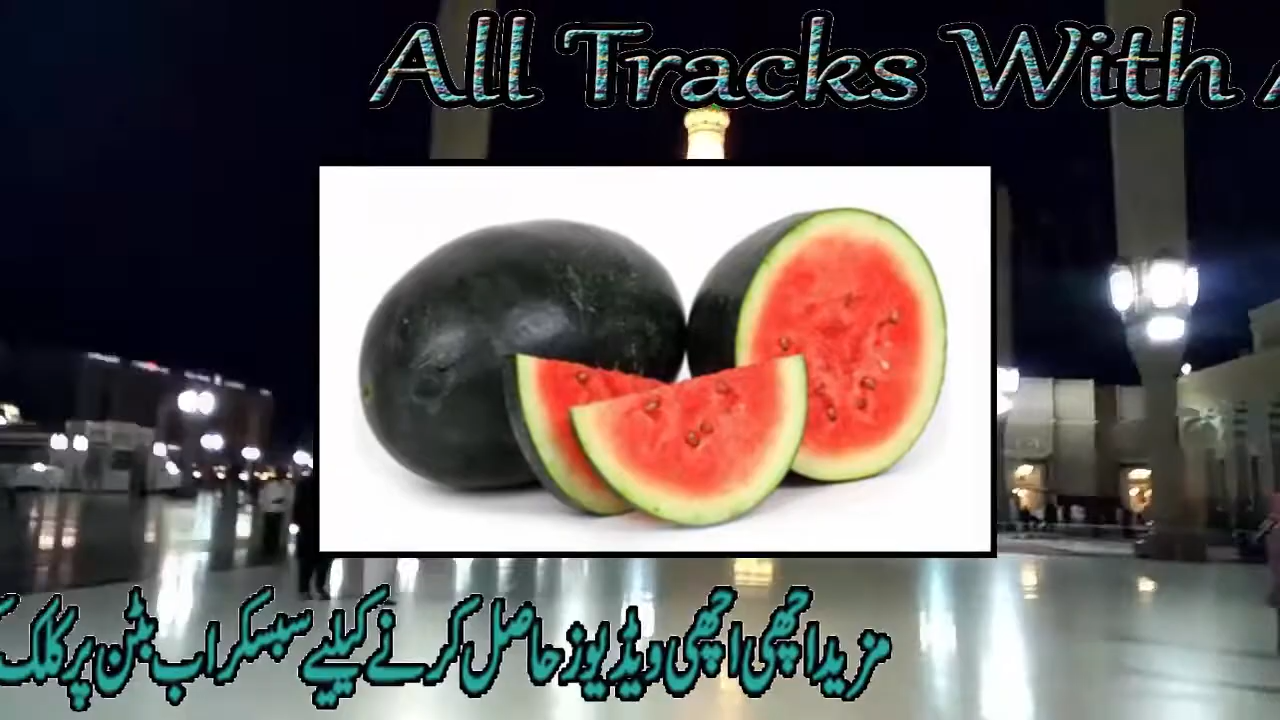 All Tracks With
مزید اچھی اچھی ویڈیوز حاصل کرنے کیلیے سبسکراب بٹن پر کلک